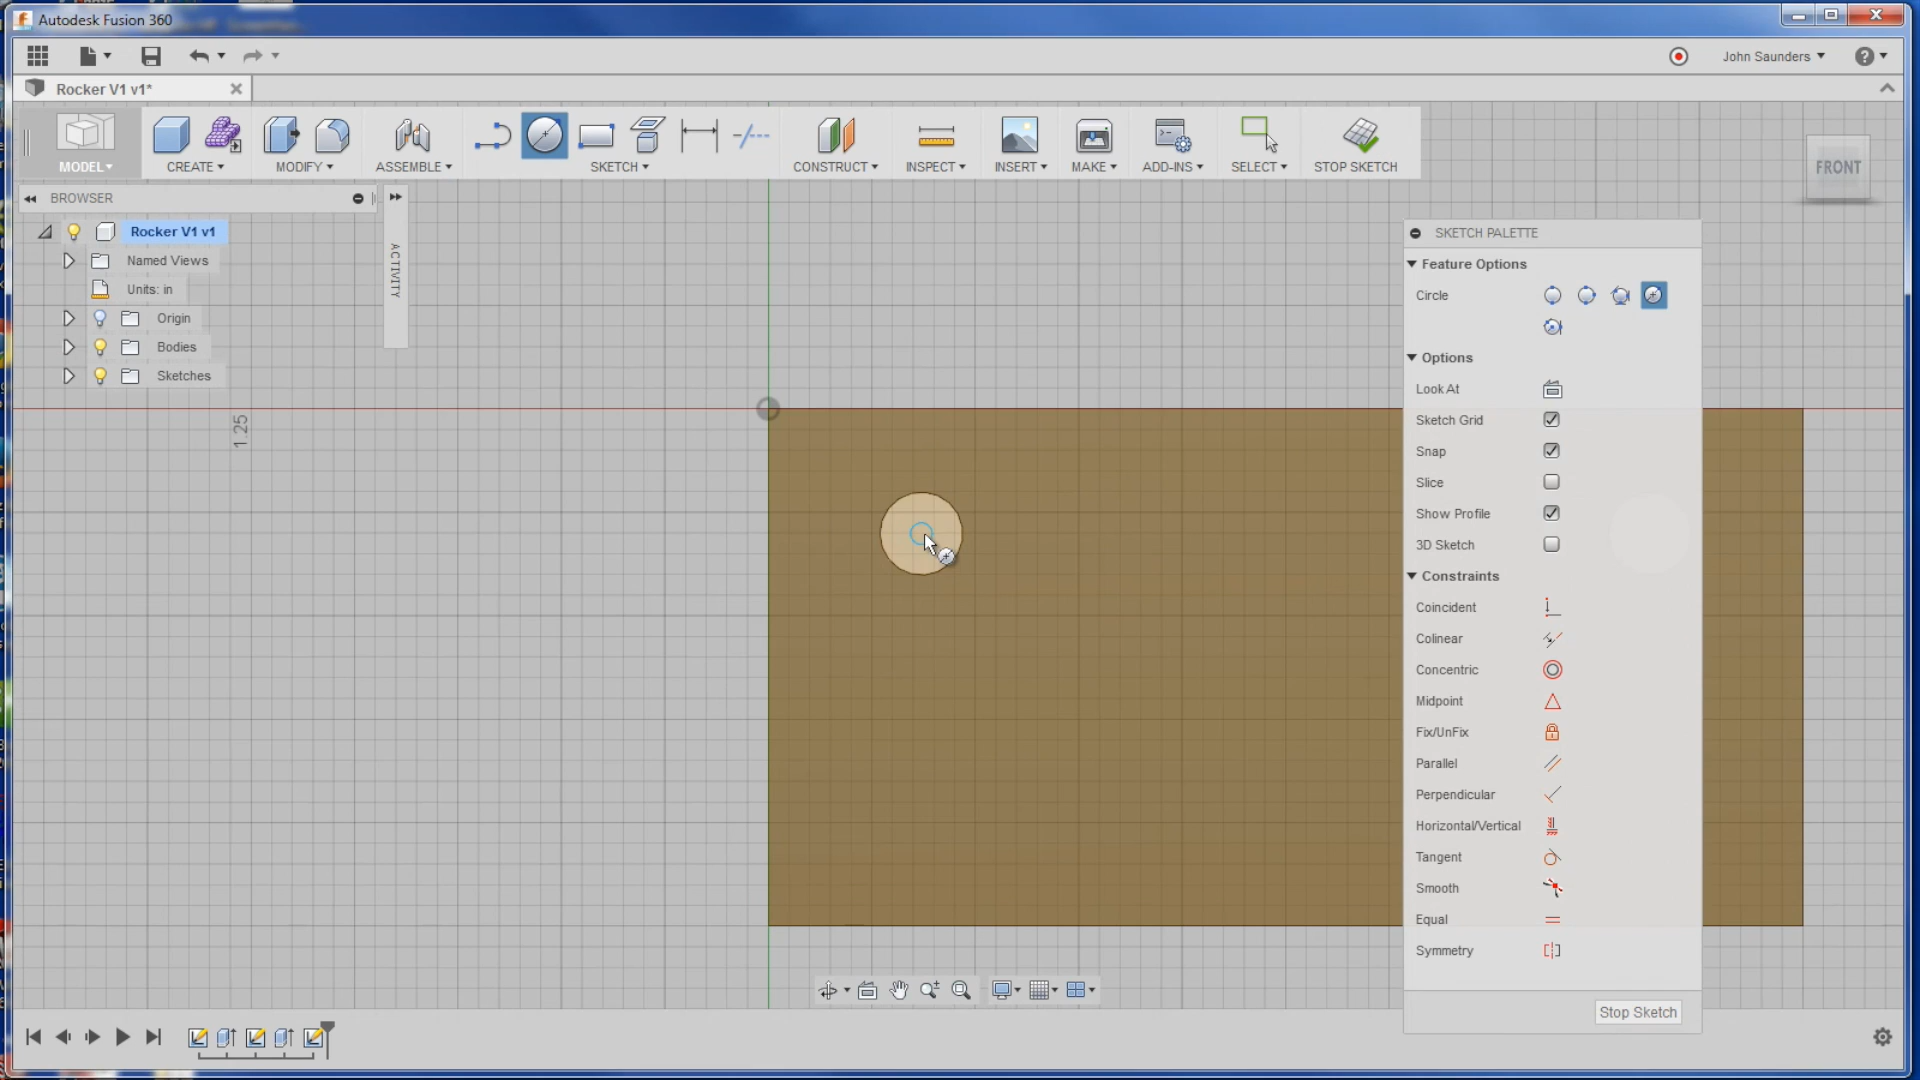 Autodesk Fusion 360
John Saunders
Rocker V1 v1*
MODEL
CREATE
MODIFY
ASSEMBLE
SKETCH
CONSTRUCT
INSPECT
INSERT
MAKE
ADD-INS
SELECT
STOP SKETCH
FRONT
BROWSER
Rocker V1 v1
Named Views
Units: in
Origin
Bodies
Sketches
ACTIVITY
1.25
SKETCH PALETTE
Feature Options
Circle
Options
Look At
Sketch Grid
Snap
Slice
Show Profile
3D Sketch
Constraints
Coincident
Colinear
Concentric
Midpoint
Fix/UnFix
Parallel
Perpendicular
Horizontal/Vertical
Tangent
Smooth
Equal
Symmetry
Stop Sketch